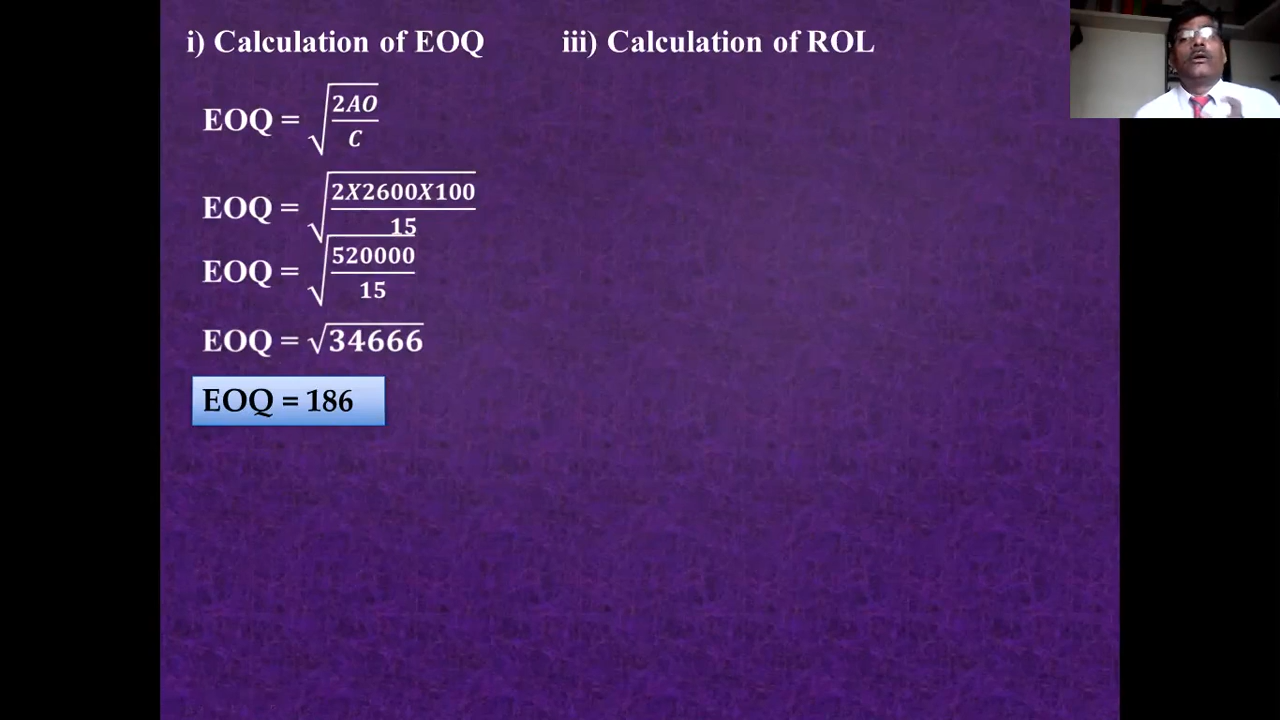 i) Calculation of EOQ
EOQ = √(2AO/C)
EOQ = √(2X2600X100/15)
EOQ = √(520000/15)
EOQ = √34666
EOQ = 186
iii) Calculation of ROL